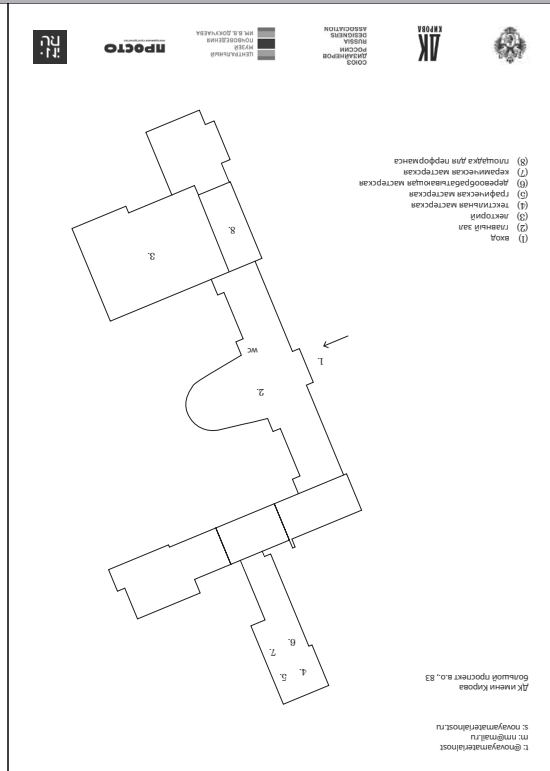 t: @novayamaterialnost
m: nm@mail.ru
s: novayamaterialnost.ru
ДК имени Кирова
большой проспект в.о., 83
4.
5.
7.
6.
2.
1.
wc
3.
8.
(1) вход
(2) главный зал
(3) лекторий
(4) текстильная мастерская
(5) графическая мастерская
(6) деревообрабатывающая мастерская
(7) керамическая мастерская
(8) площадка для перформанса
ДК
КИРОВА
СОЮЗ
ДИЗАЙНЕРОВ
РОССИИ
RUSSIA
DESIGNERS
ASSOCIATION
ЦЕНТРАЛЬНЫЙ
МУЗЕЙ
ПОЧВОВЕДЕНИЯ
ИМ. В.В.ДОКУЧАЕВА
просто